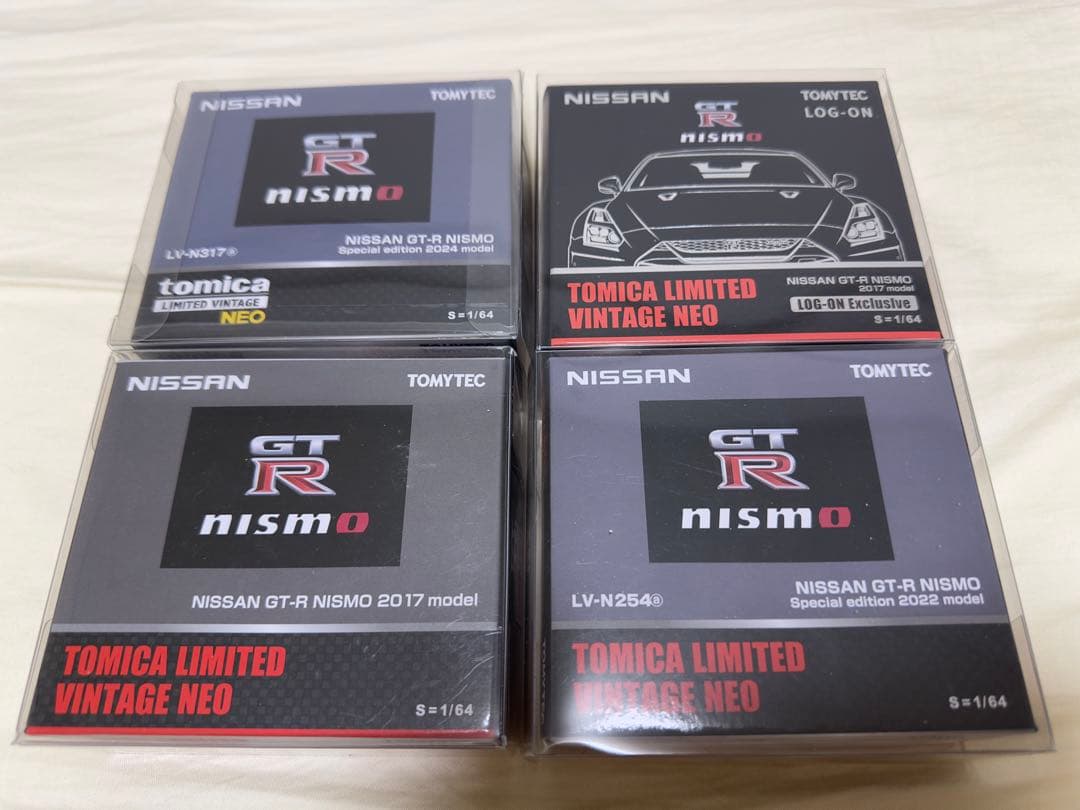 NISSAN
TOMYTEC
GT
R
nismo
LV-N317ⓐ
NISSAN GT-R NISMO
Special edition 2024 model
tomica
LIMITED VINTAGE
NEO
S=1/64
NISSAN
TOMYTEC
LOG-ON
GT
R
nismo
TOMICA LIMITED
VINTAGE NEO
NISSAN GT-R NISMO
2017 model
LOG-ON Exclusive
S=1/64
NISSAN
TOMYTEC
GT
R
nismo
NISSAN GT-R NISMO 2017 model
TOMICA LIMITED
VINTAGE NEO
S=1/64
NISSAN
TOMYTEC
GT
R
nismo
LV-N254ⓐ
NISSAN GT-R NISMO
Special edition 2022 model
TOMICA LIMITED
VINTAGE NEO
S=1/64